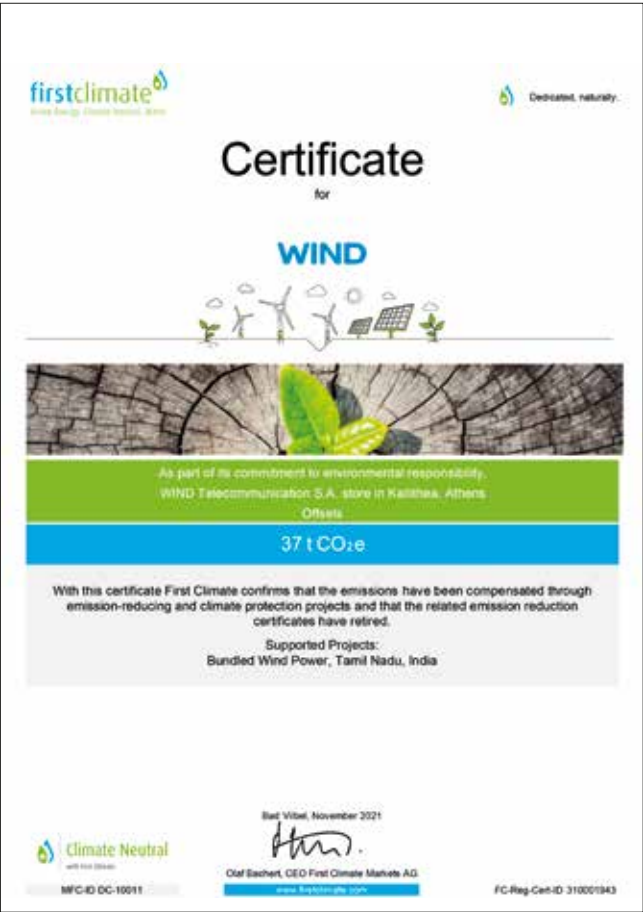 firstclimate
Dedicated, naturally.
Certificate
for
WIND
As part of its commitment to environmental responsibility,
WIND Telecommunication S.A. store in Kallithea, Athens
Offsets
37 t CO₂e
With this certificate First Climate confirms that the emissions have been compensated through
emission-reducing and climate protection projects and that the related emission reduction
certificates have retired.
Supported Projects:
Bundled Wind Power, Tamil Nadu, India
Bad Vilbel, November 2021
Climate Neutral
with First Climate
Olaf Bachert, CEO First Climate Markets AG
MFC-ID DC-10011
www.firstclimate.com
FC-Reg-Cert-ID 310001943